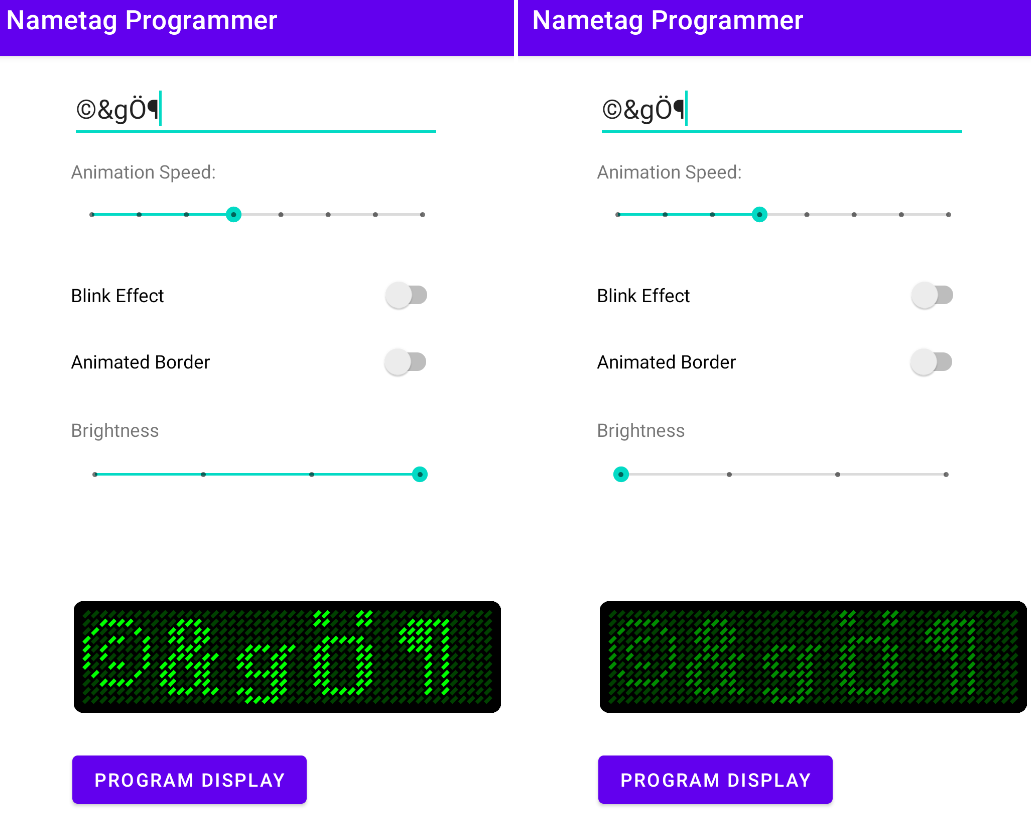 Nametag Programmer
©&gÖ¶
Animation Speed:
Blink Effect
Animated Border
Brightness
©&gÖ¶
PROGRAM DISPLAY
Nametag Programmer
©&gÖ¶
Animation Speed:
Blink Effect
Animated Border
Brightness
©&gÖ¶
PROGRAM DISPLAY